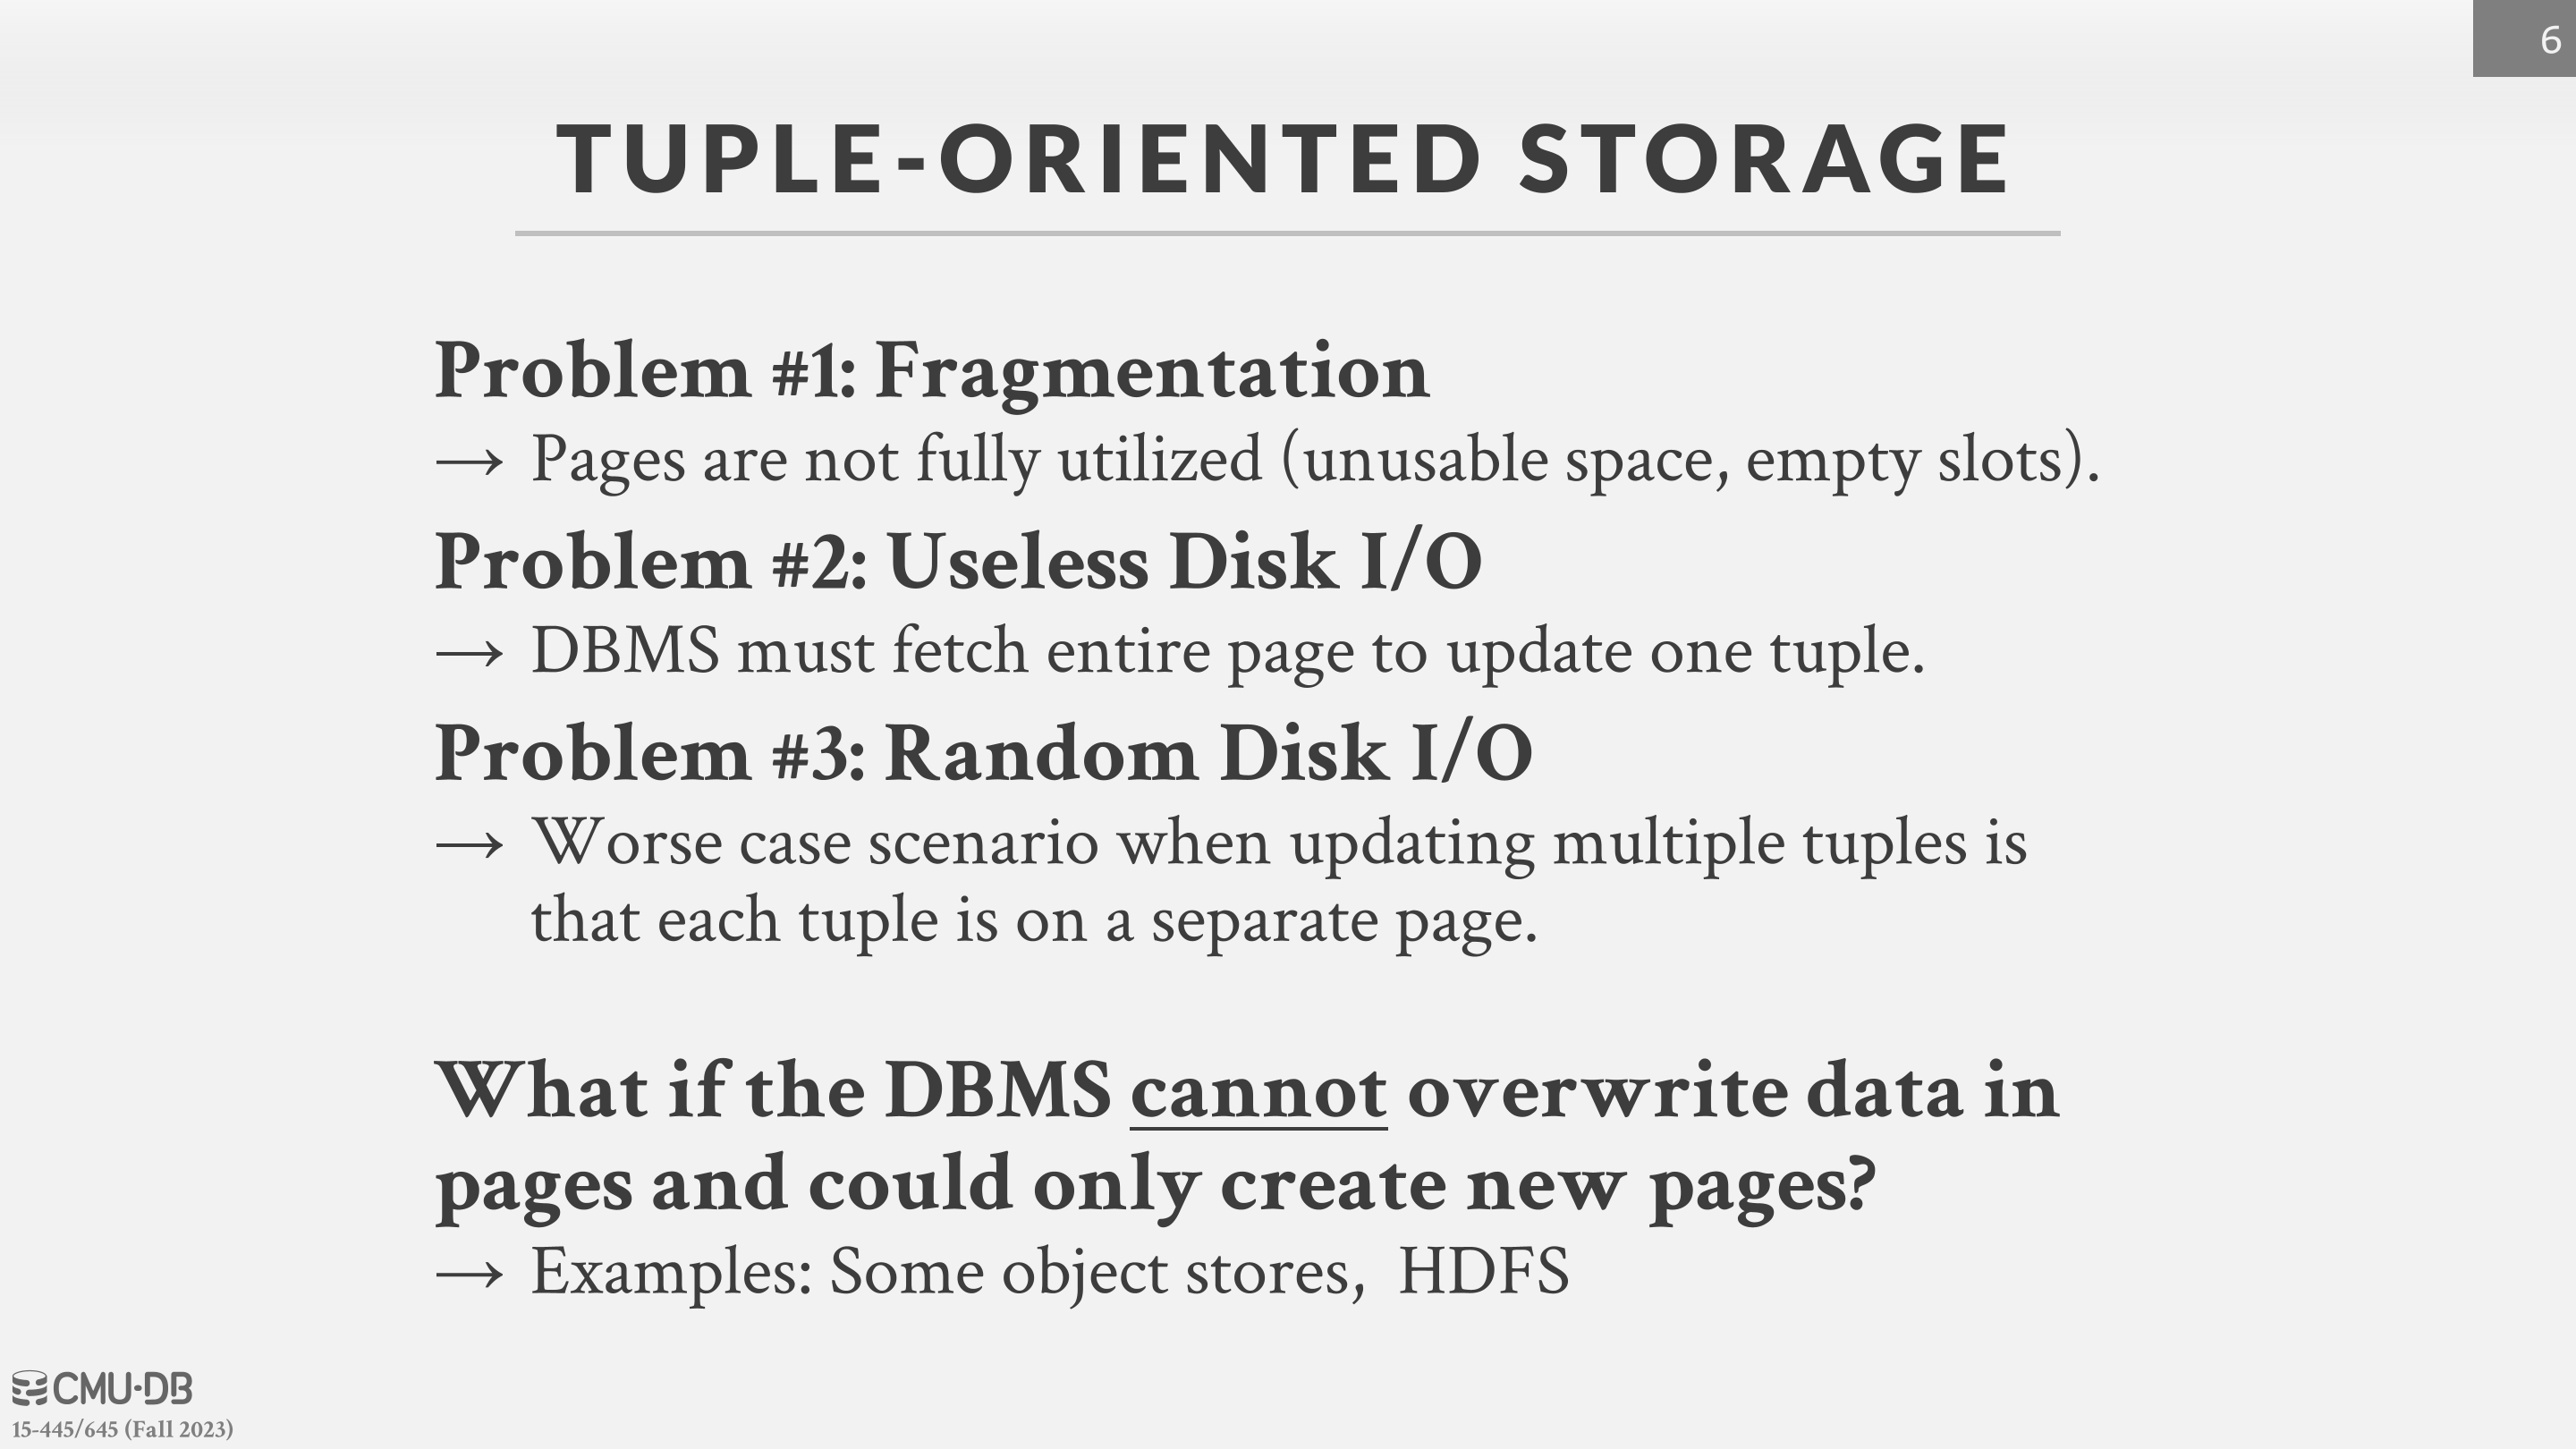 6
TUPLE-ORIENTED STORAGE
Problem #1: Fragmentation
→ Pages are not fully utilized (unusable space, empty slots).
Problem #2: Useless Disk I/O
→ DBMS must fetch entire page to update one tuple.
Problem #3: Random Disk I/O
→ Worse case scenario when updating multiple tuples is
that each tuple is on a separate page.
What if the DBMS cannot overwrite data in
pages and could only create new pages?
→ Examples: Some object stores, HDFS
CMU·DB
15-445/645 (Fall 2023)